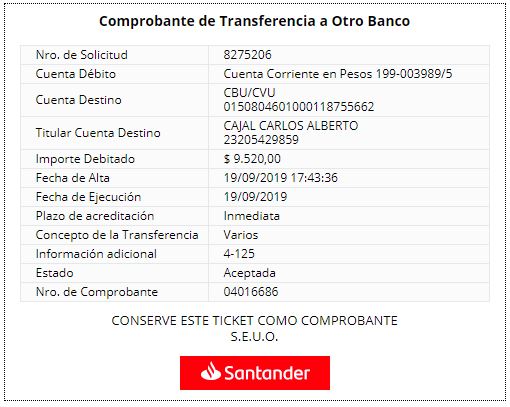 Comprobante de Transferencia a Otro Banco
Nro. de Solicitud 8275206
Cuenta Débito Cuenta Corriente en Pesos 199-003989/5
Cuenta Destino CBU/CVU
0150804601000118755662
Titular Cuenta Destino CAJAL CARLOS ALBERTO
23205429859
Importe Debitado $ 9.520,00
Fecha de Alta 19/09/2019 17:43:36
Fecha de Ejecución 19/09/2019
Plazo de acreditación Inmediata
Concepto de la Transferencia Varios
Información adicional 4-125
Estado Aceptada
Nro. de Comprobante 04016686
CONSERVE ESTE TICKET COMO COMPROBANTE
S.E.U.O.
Santander